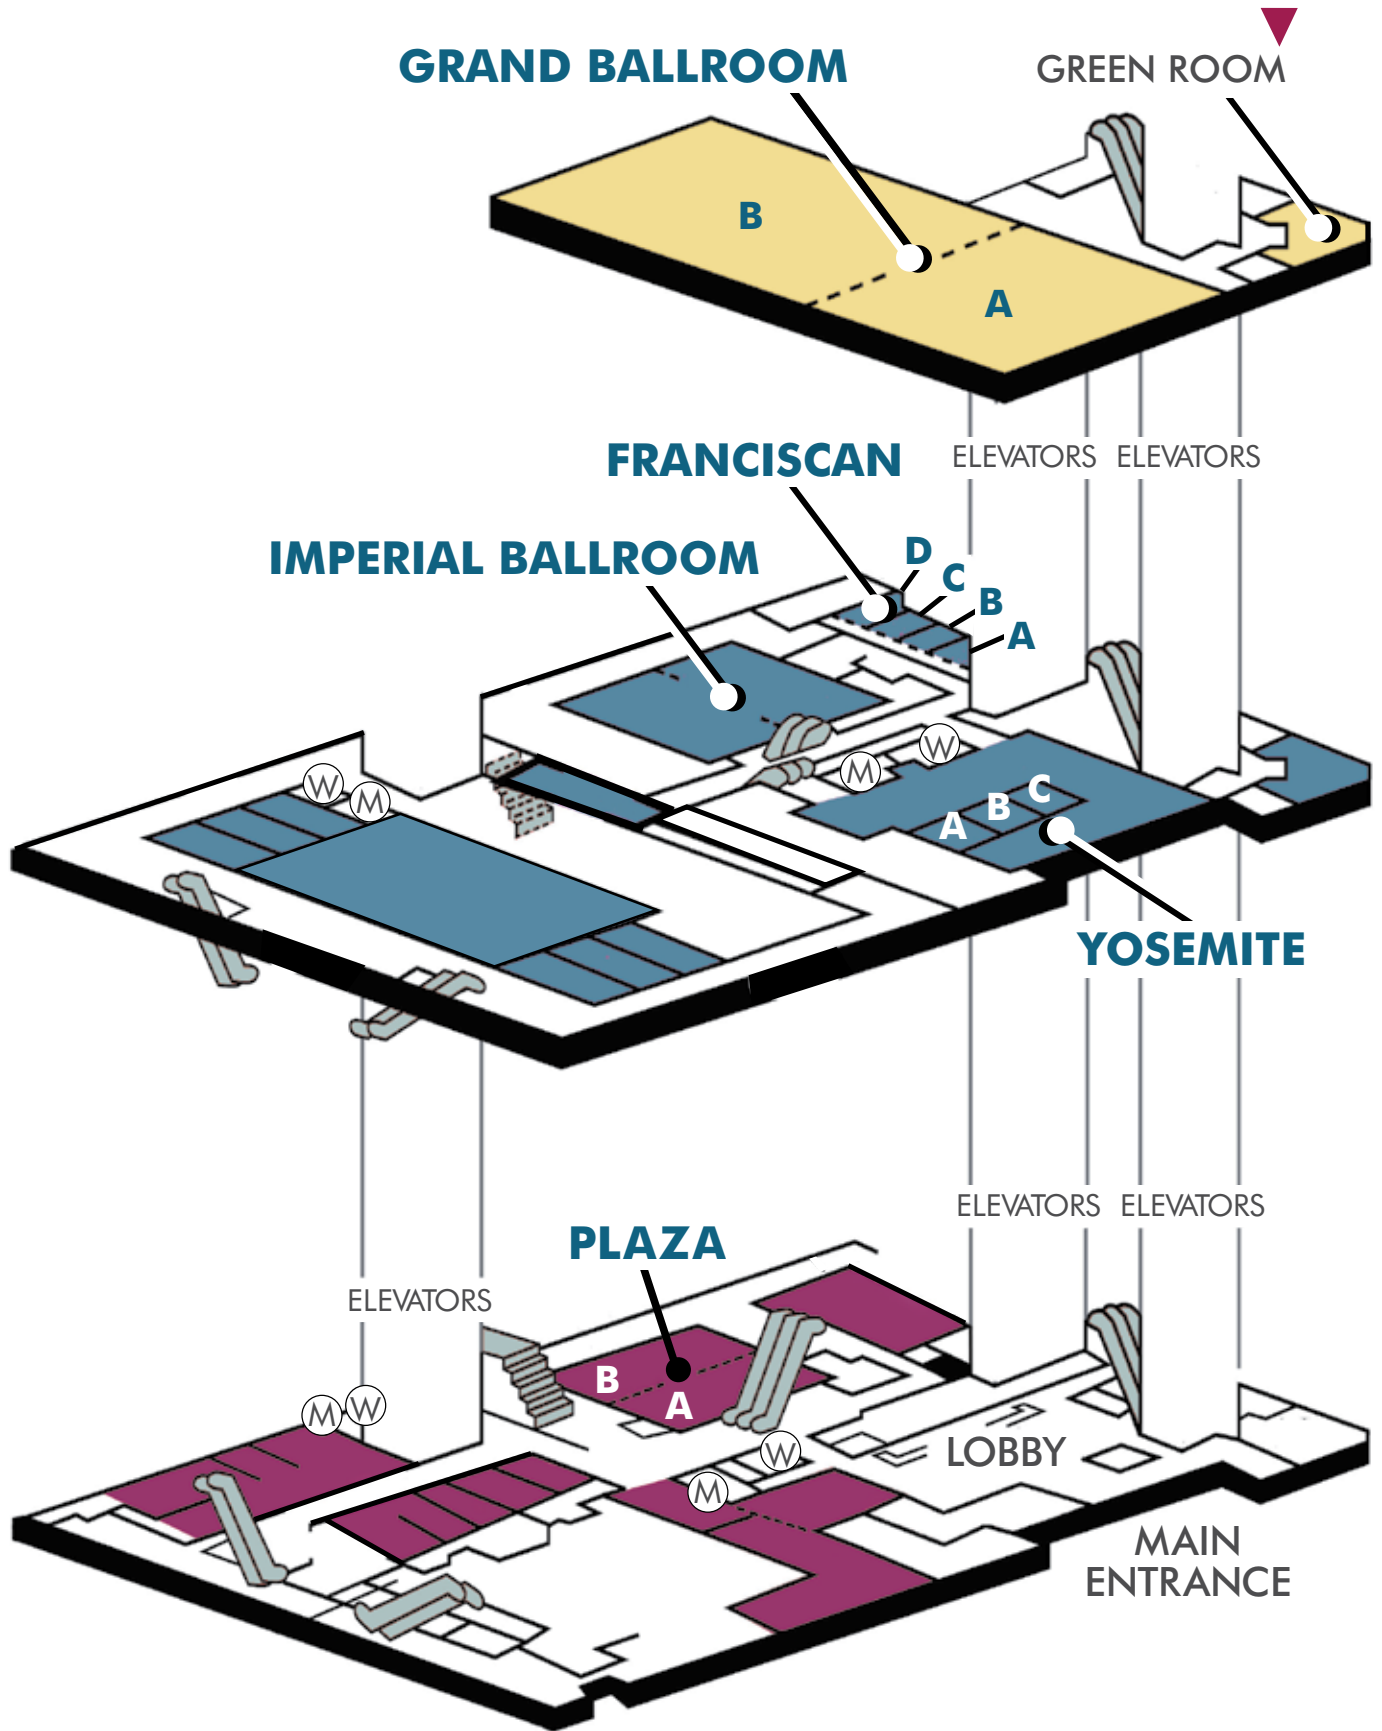 GRAND BALLROOM
GREEN ROOM
B
A
FRANCISCAN
ELEVATORS ELEVATORS
IMPERIAL BALLROOM
D
C
B
A
W
M
W
M
C
B
A
YOSEMITE
ELEVATORS ELEVATORS
PLAZA
ELEVATORS
B
A
M
W
W
M
LOBBY
MAIN
ENTRANCE